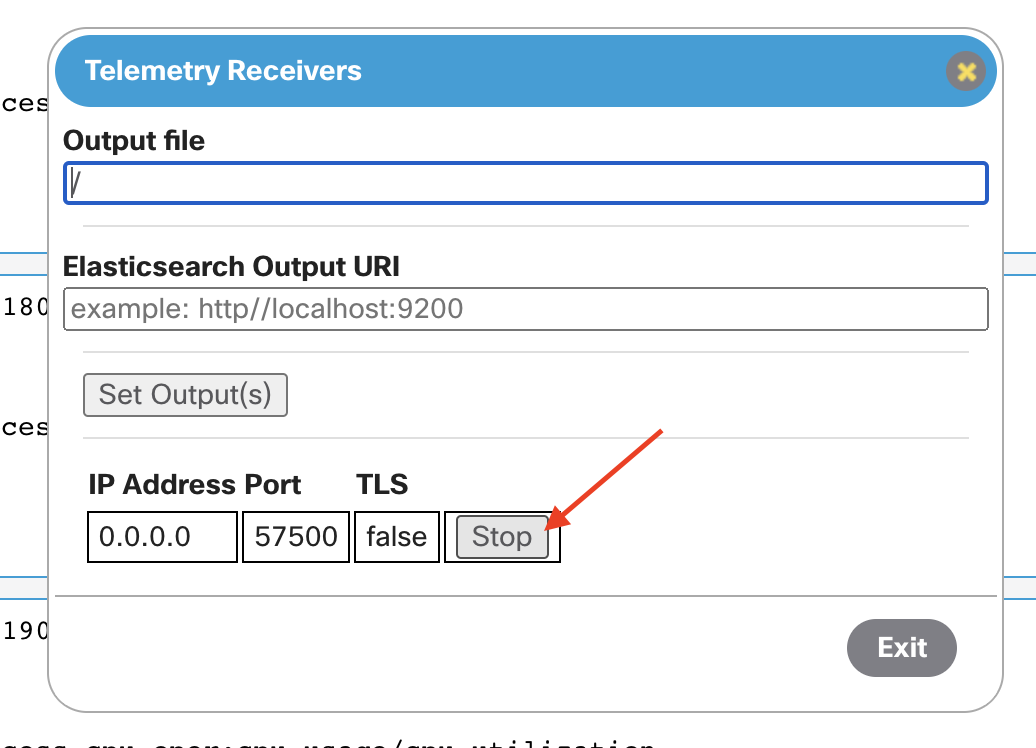 Telemetry Receivers
ces
Output file
/
Elasticsearch Output URI
180
example: http//localhost:9200
Set Output(s)
ces
IP Address Port TLS
0.0.0.0 57500 false Stop
190
Exit